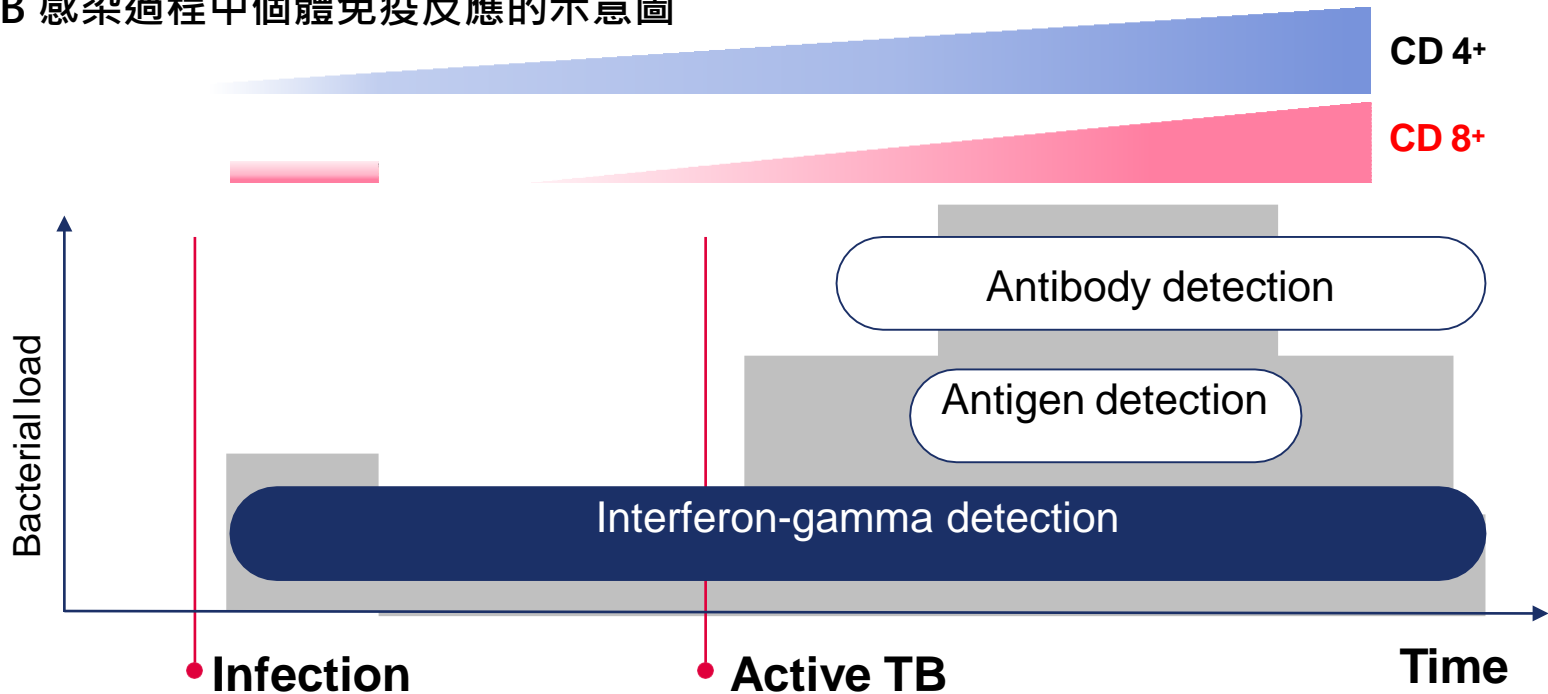 B 感染過程中個體免疫反應的示意圖
CD 4+
CD 8+
Antibody detection
Antigen detection
Bacterial load
Interferon-gamma detection
Infection
Active TB
Time